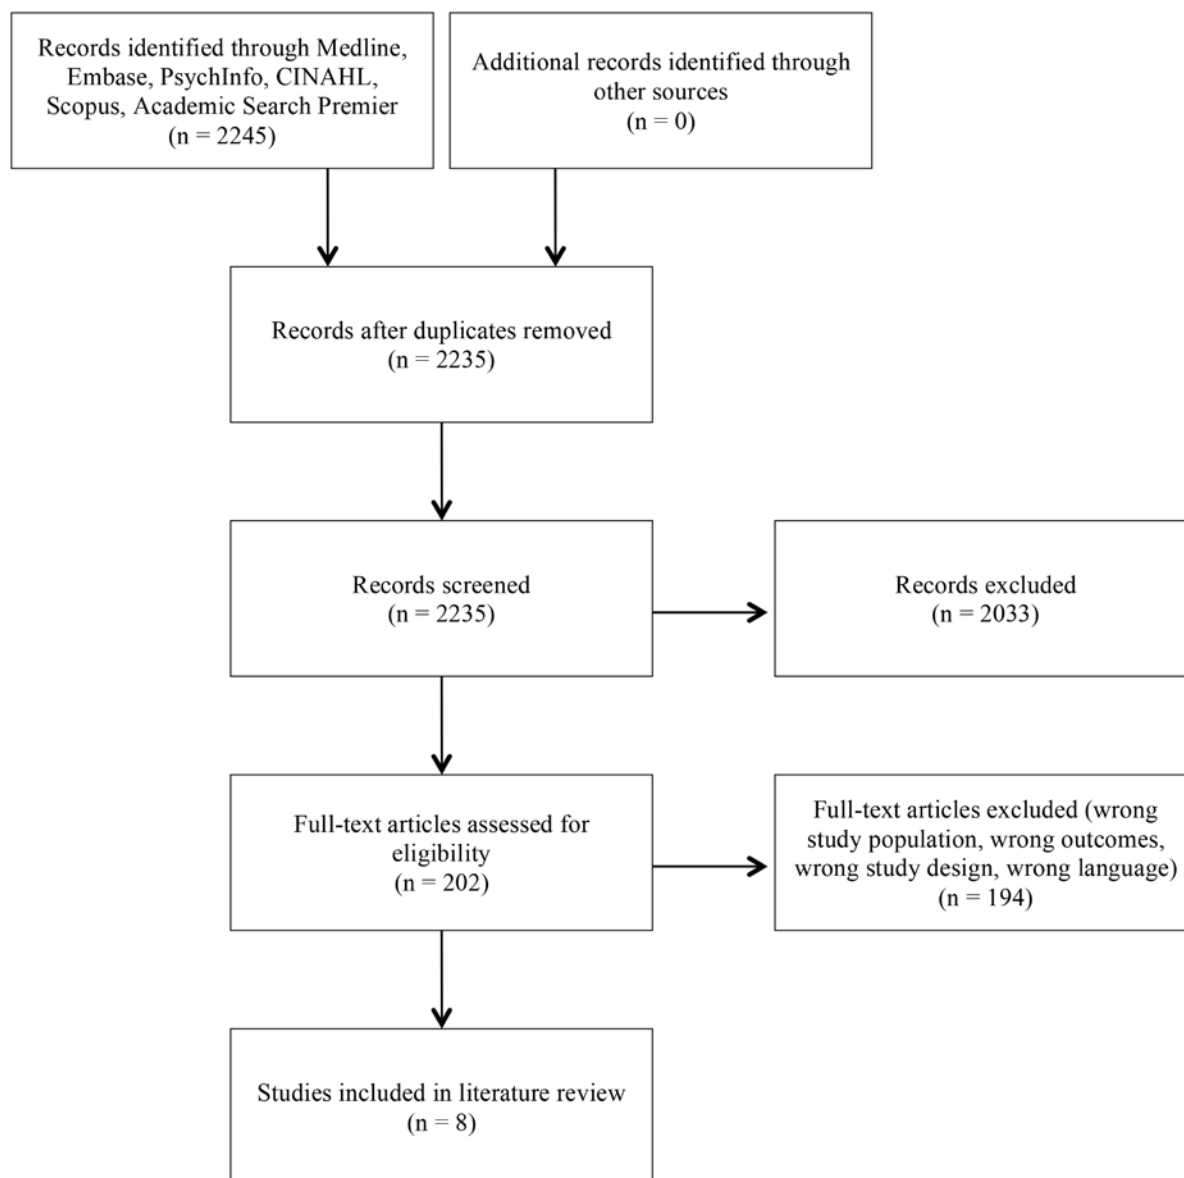 Records identified through Medline,
Embase, PsychInfo, CINAHL,
Scopus, Academic Search Premier
(n = 2245)
Additional records identified through
other sources
(n = 0)
Records after duplicates removed
(n = 2235)
Records screened
(n = 2235)
Records excluded
(n = 2033)
Full-text articles assessed for
eligibility
(n = 202)
Full-text articles excluded (wrong
study population, wrong outcomes,
wrong study design, wrong language)
(n = 194)
Studies included in literature review
(n = 8)